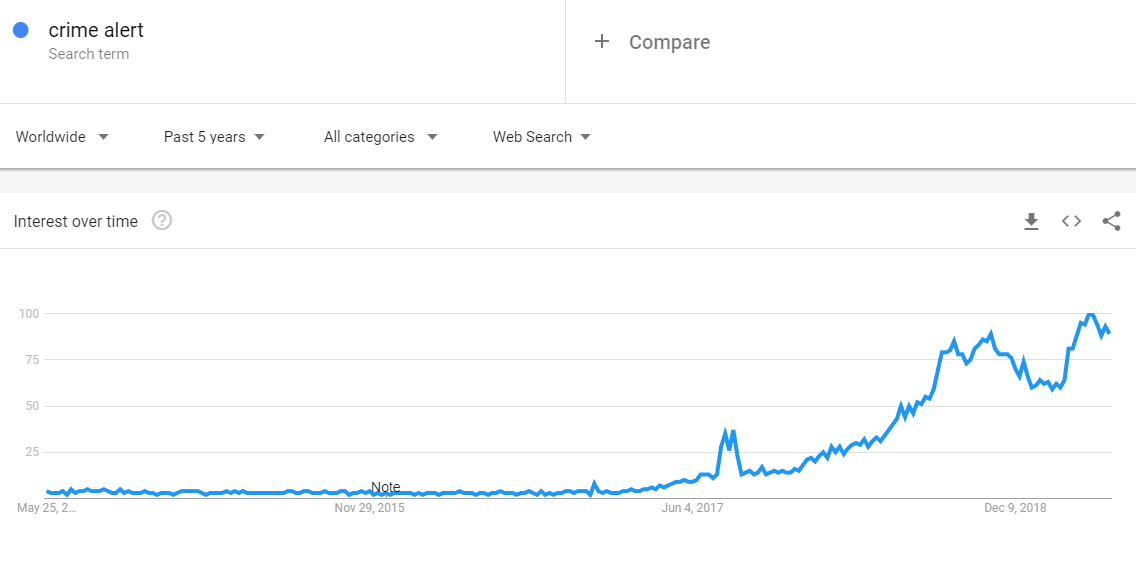 crime alert
Search term
+ Compare
Worldwide
Past 5 years
All categories
Web Search
Interest over time ?
100
75
50
25
Note
May 25, 2...
Nov 29, 2015
Jun 4, 2017
Dec 9, 2018